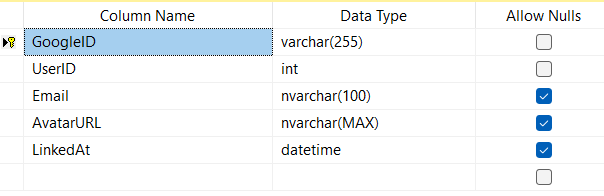 Column Name Data Type Allow Nulls
GoogleID varchar(255)
UserID int
Email nvarchar(100)
AvatarURL nvarchar(MAX)
LinkedAt datetime